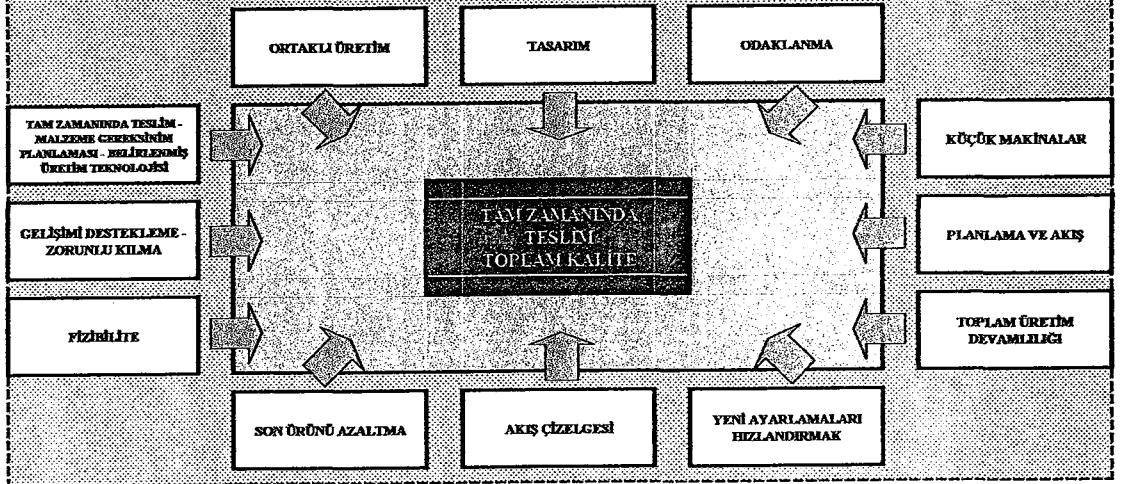 ORTAKLI ÜRETİM
TASARIM
ODAKLANMA
TAM ZAMANINDA TESLİM -
MALZEME GEREKSİNİM
PLANLAMASI - BELİRLENMİŞ
ÜRETİM TEKNOLOJİSİ
KÜÇÜK MAKİNALAR
TAM ZAMANINDA
TESLİM
TOPLAM KALİTE
GELİŞİMİ DESTEKLEME -
ZORUNLU KILMA
PLANLAMA VE AKIŞ
FİZİBİLİTE
TOPLAM ÜRETİM
DEVAMLILIĞI
SON ÜRÜNÜ AZALTMA
AKIŞ ÇİZELGESİ
YENİ AYARLAMALARI
HIZLANDIRMAK